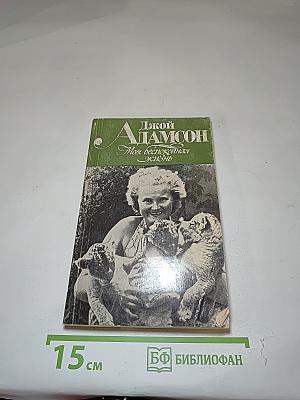 Джой
АДАМСОН
Моя беспокойная
жизнь
15 см
БФ БИБЛИОФАН